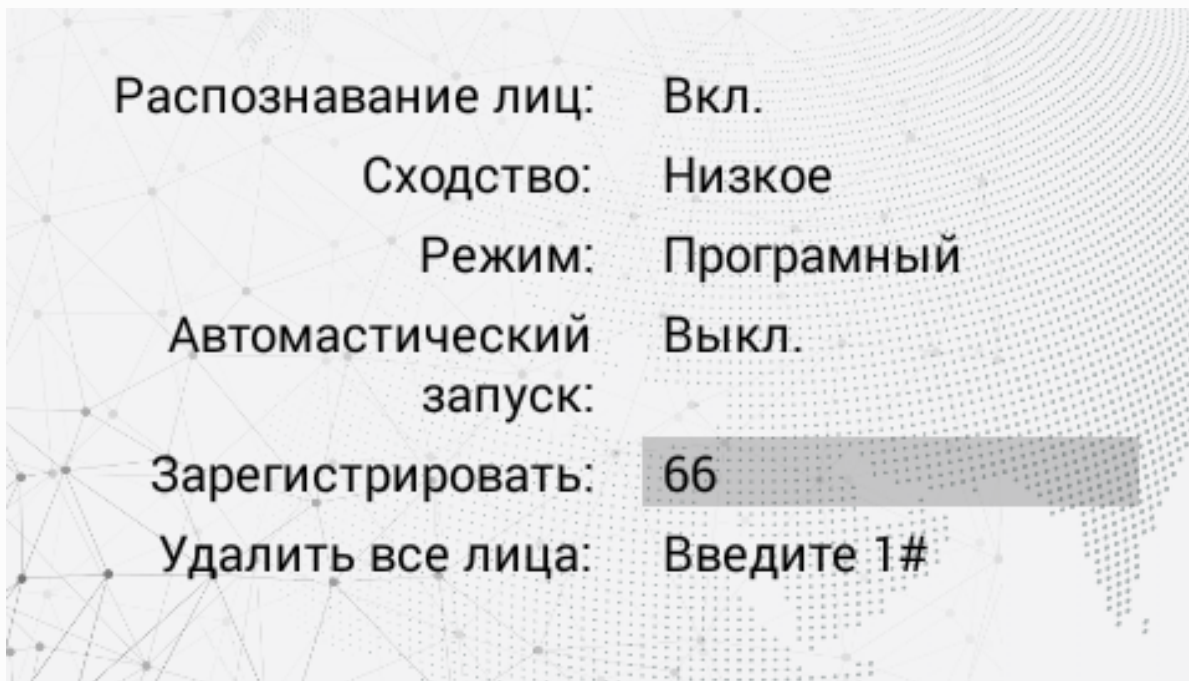 Распознавание лиц: Вкл.
Сходство: Низкое
Режим: Програмный
Автомастический Выкл.
запуск:
Зарегистрировать: 66
Удалить все лица: Введите 1#